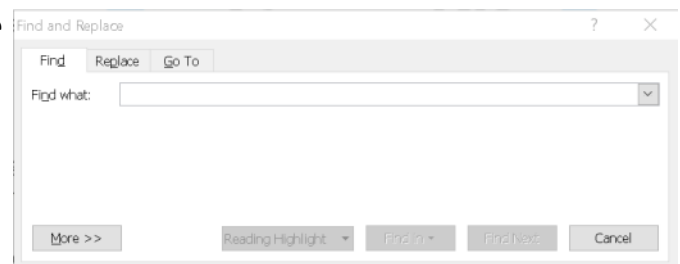 Find and Replace ? ×
Find Replace Go To
Find what:
More >> Reading Highlight Find In Find Next Cancel